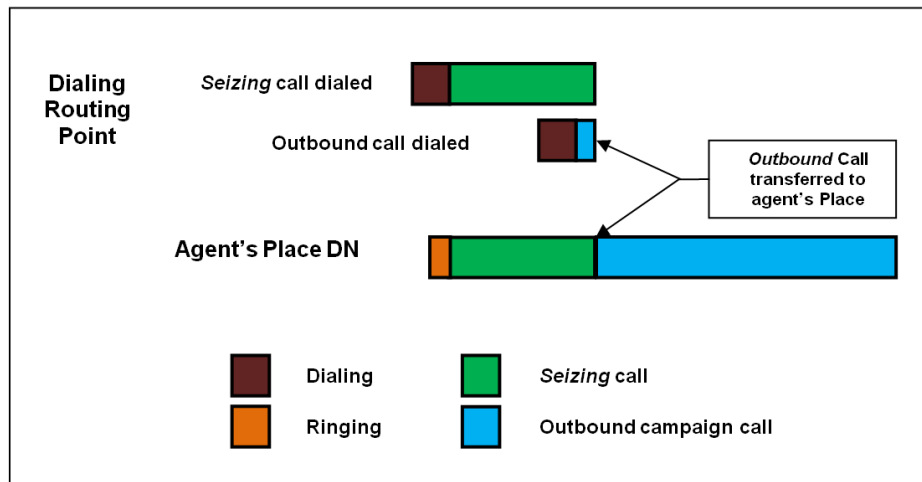 Dialing
Routing
Point
Seizing call dialed
Outbound call dialed
Outbound Call
transferred to
agent's Place
Agent's Place DN
Dialing
Seizing call
Ringing
Outbound campaign call